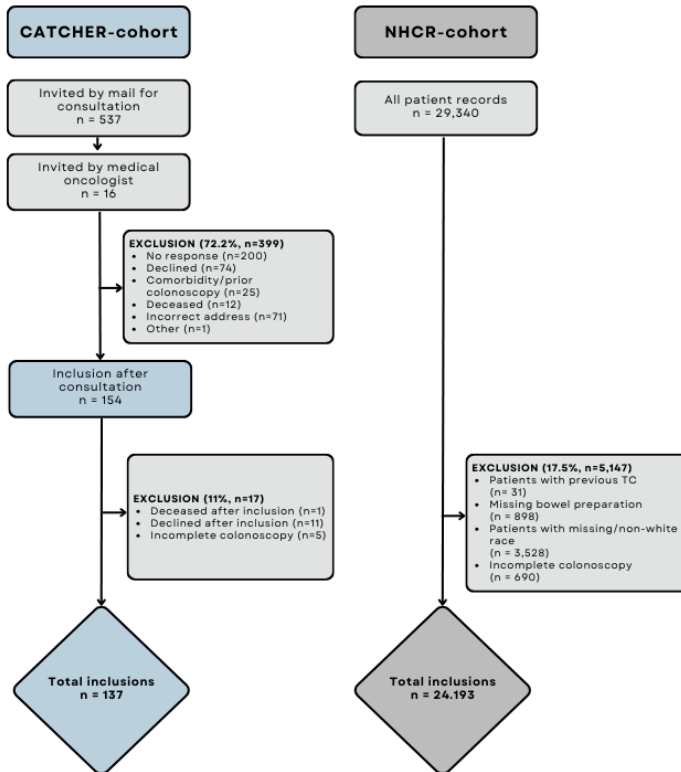 CATCHER-cohort
Invited by mail for
consultation
n = 537
Invited by medical
oncologist
n = 16
EXCLUSION (72.2%, n=399)
• No response (n=200)
• Declined (n=74)
• Comorbidity/prior
colonoscopy (n=25)
• Deceased (n=12)
• Incorrect address (n=71)
• Other (n=1)
Inclusion after
consultation
n = 154
EXCLUSION (11%, n=17)
• Deceased after inclusion (n=1)
• Declined after inclusion (n=11)
• Incomplete colonoscopy (n=5)
Total inclusions
n = 137
NHCR-cohort
All patient records
n = 29,340
EXCLUSION (17.5%, n=5,147)
• Patients with previous TC
(n= 31)
• Missing bowel preparation
(n = 898)
• Patients with missing/non-white
race
(n = 3,528)
• Incomplete colonoscopy
(n = 690)
Total inclusions
n = 24.193